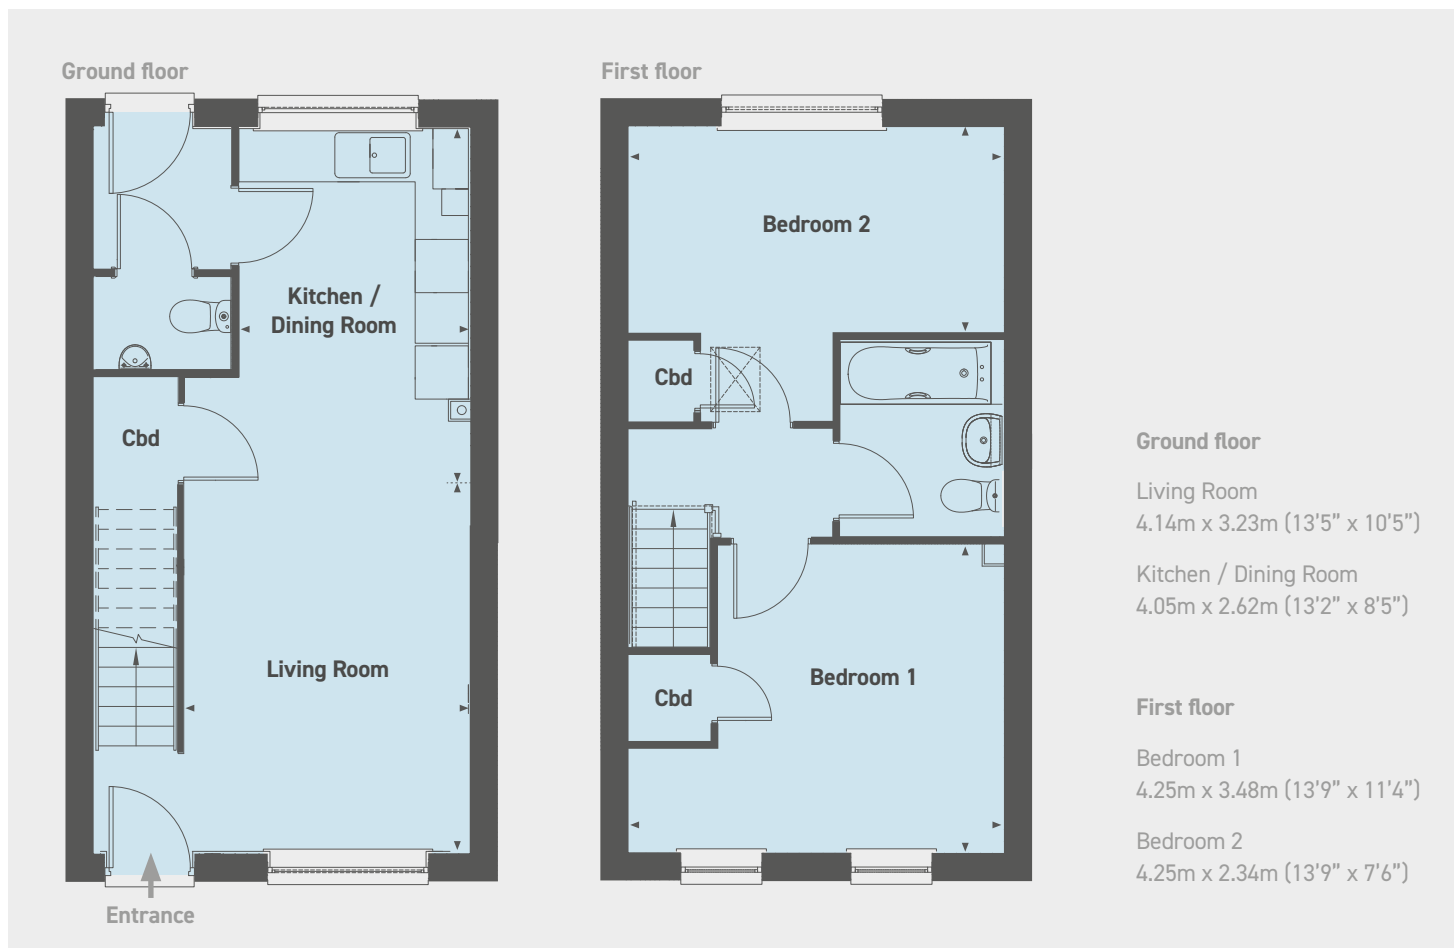 Ground floor
First floor
Bedroom 2
Kitchen /
Dining Room
Cbd
Cbd
Living Room
Bedroom 1
Cbd
Entrance
Ground floor
Living Room
4.14m x 3.23m (13'5” x 10'5”)
Kitchen / Dining Room
4.05m x 2.62m (13'2” x 8'5”)
First floor
Bedroom 1
4.25m x 3.48m (13'9” x 11'4”)
Bedroom 2
4.25m x 2.34m (13'9” x 7'6”)